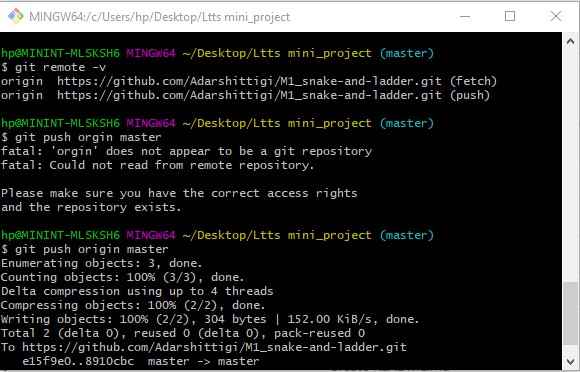 MINGW64:/c/Users/hp/Desktop/Ltts mini_project
hp@MININT-MLSKSH6 MINGW64 ~/Desktop/Ltts mini_project (master)
$ git remote -v
origin  https://github.com/Adarshittigi/M1_snake-and-ladder.git (fetch)
origin  https://github.com/Adarshittigi/M1_snake-and-ladder.git (push)
hp@MININT-MLSKSH6 MINGW64 ~/Desktop/Ltts mini_project (master)
$ git push orgin master
fatal: 'orgin' does not appear to be a git repository
fatal: Could not read from remote repository.
Please make sure you have the correct access rights
and the repository exists.
hp@MININT-MLSKSH6 MINGW64 ~/Desktop/Ltts mini_project (master)
$ git push origin master
Enumerating objects: 3, done.
Counting objects: 100% (3/3), done.
Delta compression using up to 4 threads
Compressing objects: 100% (2/2), done.
Writing objects: 100% (2/2), 304 bytes | 152.00 KiB/s, done.
Total 2 (delta 0), reused 0 (delta 0), pack-reused 0
To https://github.com/Adarshittigi/M1_snake-and-ladder.git
   e15f9e0..8910cbc  master -> master